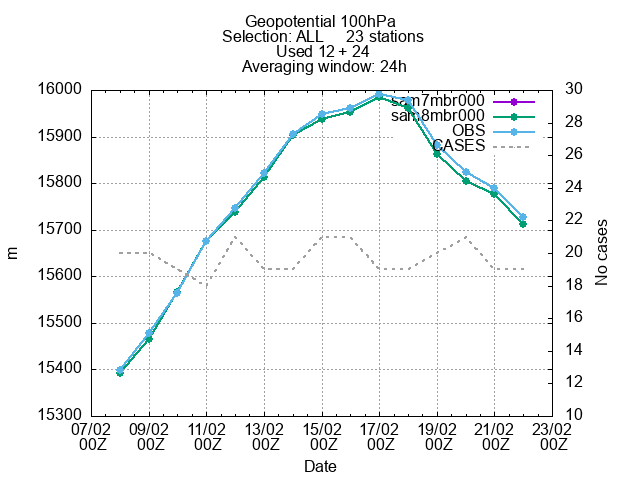 Geopotential 100hPa
Selection: ALL 23 stations
Used 12 + 24
Averaging window: 24h
sam7mbr000
sam8mbr000
OBS
CASES
16000
15900
15800
15700
15600
15500
15400
15300
m
30
28
26
24
22
20
18
16
14
12
10
No cases
07/02 09/02 11/02 13/02 15/02 17/02 19/02 21/02 23/02
00Z 00Z 00Z 00Z 00Z 00Z 00Z 00Z 00Z
Date